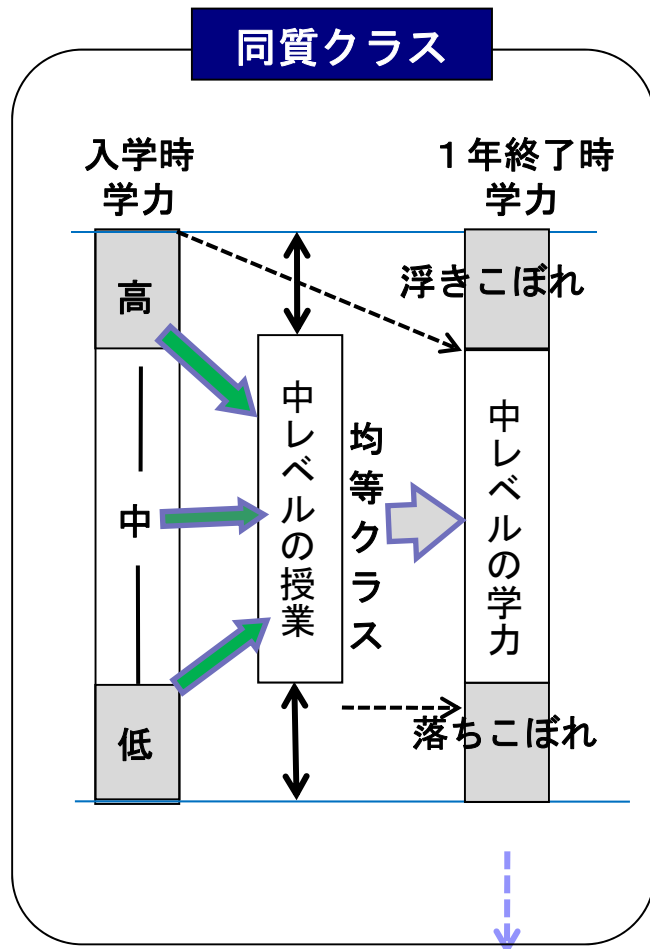 同質クラス
入学時
学力
１年終了時
学力
高
中
低
中レベルの授業
均等クラス
浮きこぼれ
中レベルの学力
落ちこぼれ